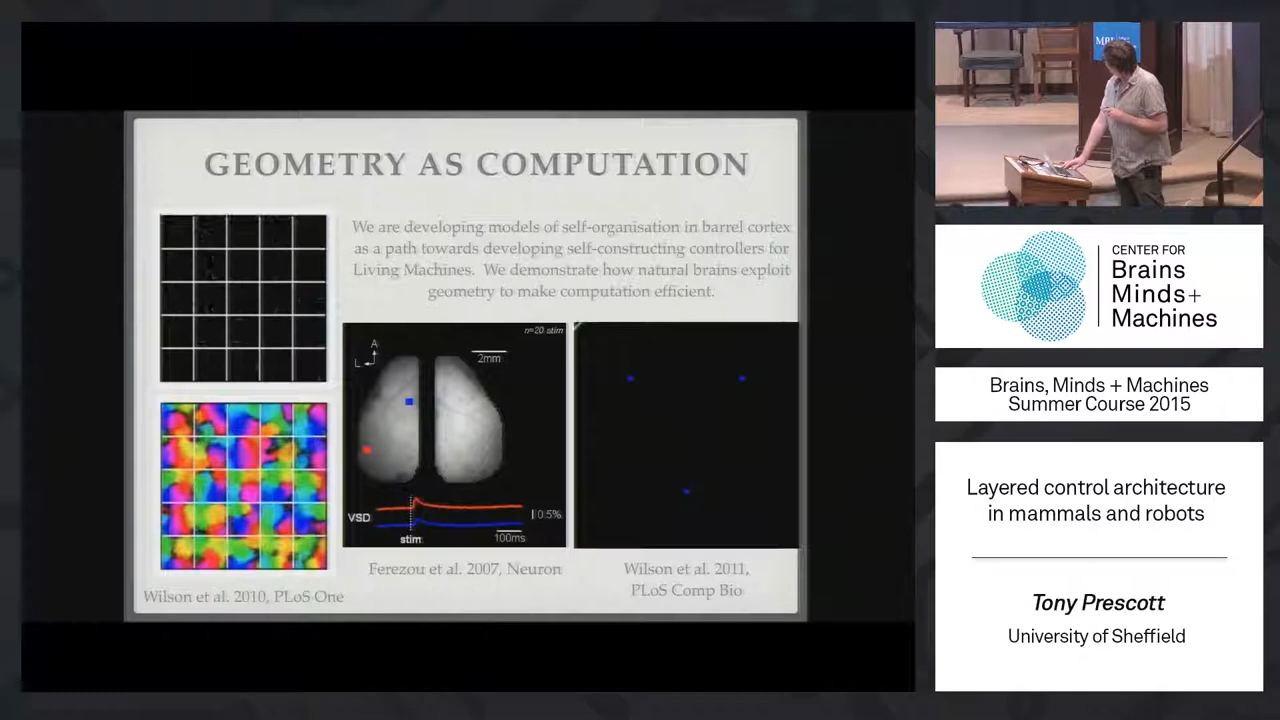 GEOMETRY AS COMPUTATION
We are developing models of self-organisation in barrel cortex
as a path towards developing self-constructing controllers for
Living Machines. We demonstrate how natural brains exploit
geometry to make computation efficient.
n=20 stim
A
L
2mm
VSD
0.5%
stim
100ms
Ferezou et al. 2007, Neuron
Wilson et al. 2011,
PLoS Comp Bio
Wilson et al. 2010, PLoS One
CENTER FOR
Brains
Minds+
Machines
Brains, Minds + Machines
Summer Course 2015
Layered control architecture
in mammals and robots
Tony Prescott
University of Sheffield